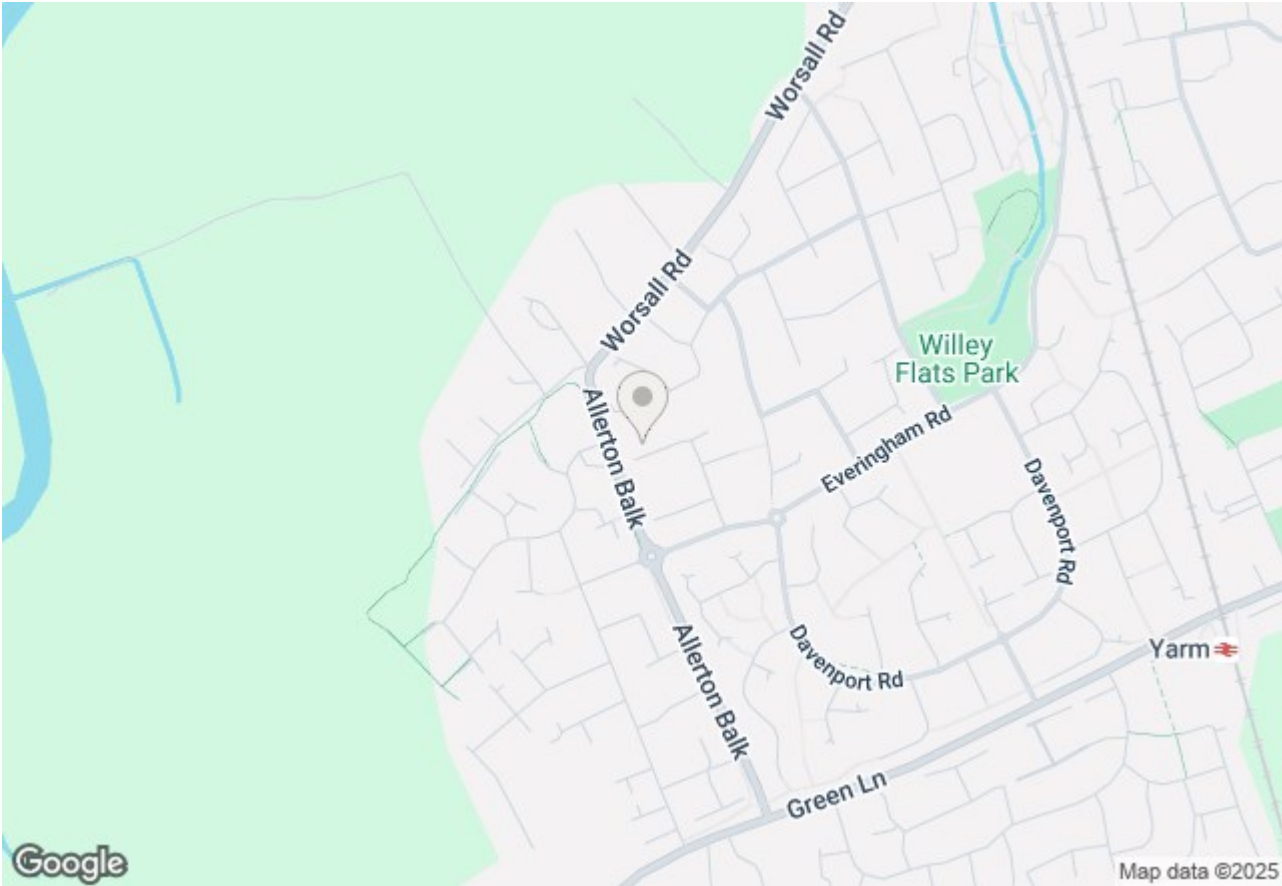 Worsall Rd
Worsall Rd
Willey
Flats Park
Allerton Balk
Everingham Rd
Davenport Rd
Allerton Balk
Davenport Rd
Yarm
Green Ln
Google
Map data ©2025